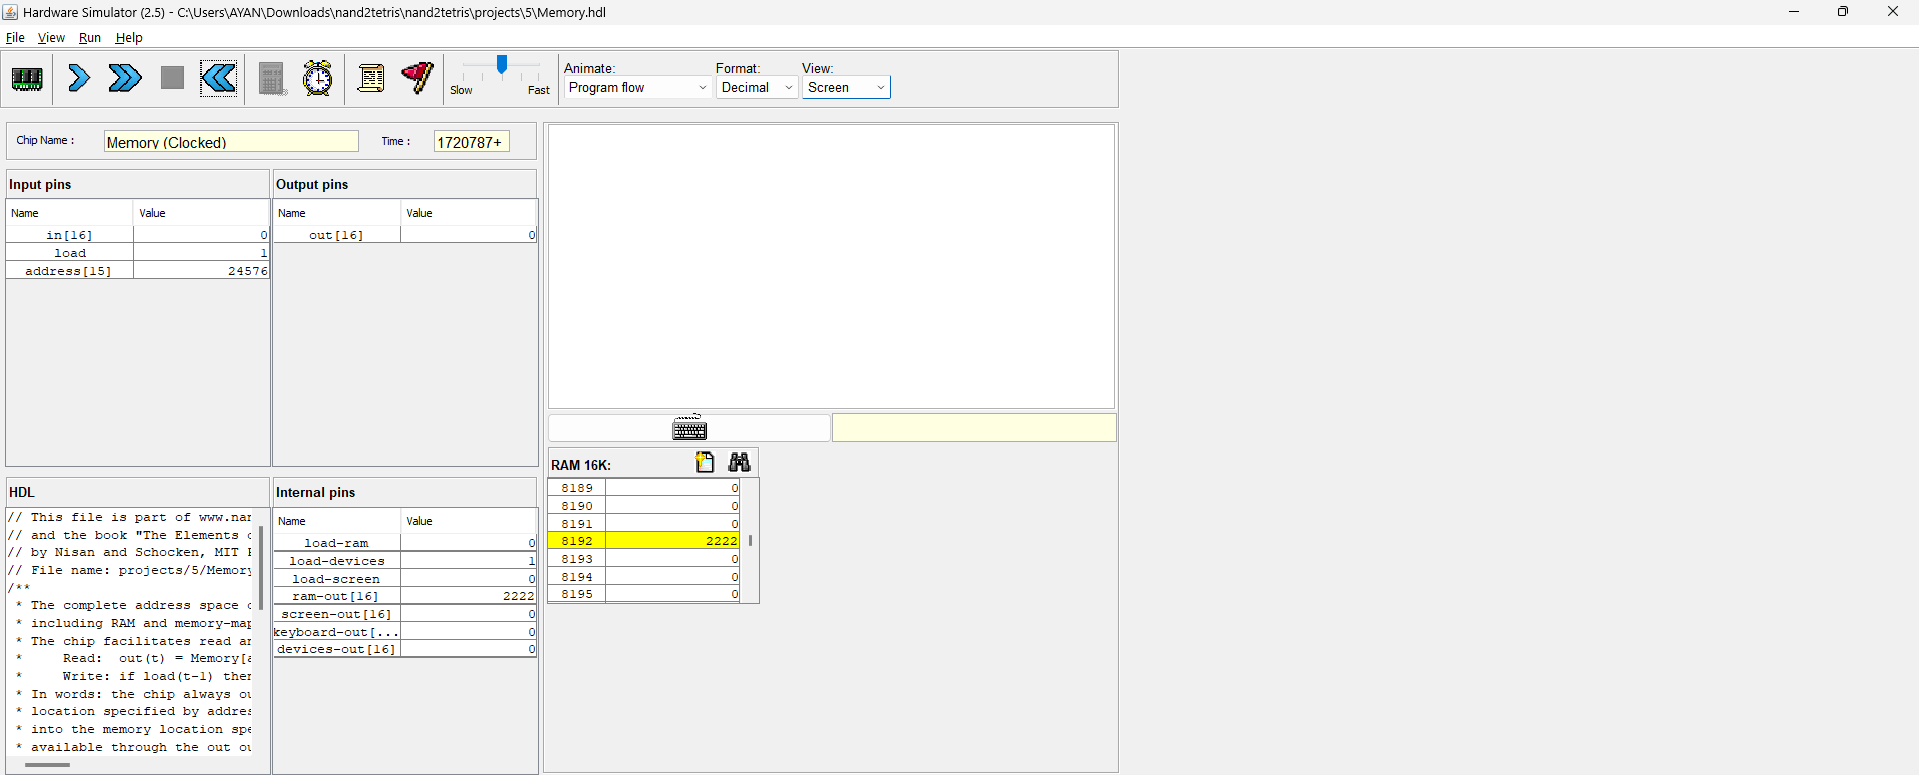 Hardware Simulator (2.5) - C:\Users\AYAN\Downloads\nand2tetris\nand2tetris\projects\5\Memory.hdl
File View Run Help
Slow Fast
Animate: Format: View:
Program flow Decimal Screen
Chip Name : Memory (Clocked) Time : 1720787+
Input pins
Name Value
in[16] 0
load 1
address[15] 24576
Output pins
Name Value
out[16] 0
HDL
// This file is part of www.nan
// and the book "The Elements
// by Nisan and Schocken, MIT
// File name: projects/5/Memory
/**
* The complete address space
* including RAM and memory-map
* The chip facilitates read an
* Read: out(t) = Memory[a
* Write: if load(t-1) then
* In words: the chip always ou
* location specified by addres
* into the memory location spe
* available through the out ou
Internal pins
Name Value
load-ram 0
load-devices 1
load-screen 0
ram-out[16] 2222
screen-out[16] 0
keyboard-out[... 0
devices-out[16] 0
RAM 16K:
8189 0
8190 0
8191 0
8192 2222
8193 0
8194 0
8195 0